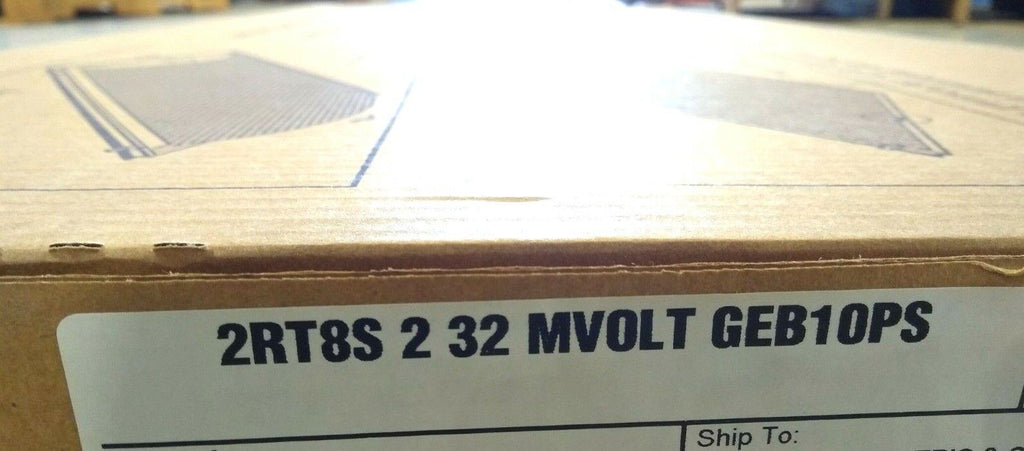 2RT8S 2 32 MVOLT GEB10PS
Ship To: